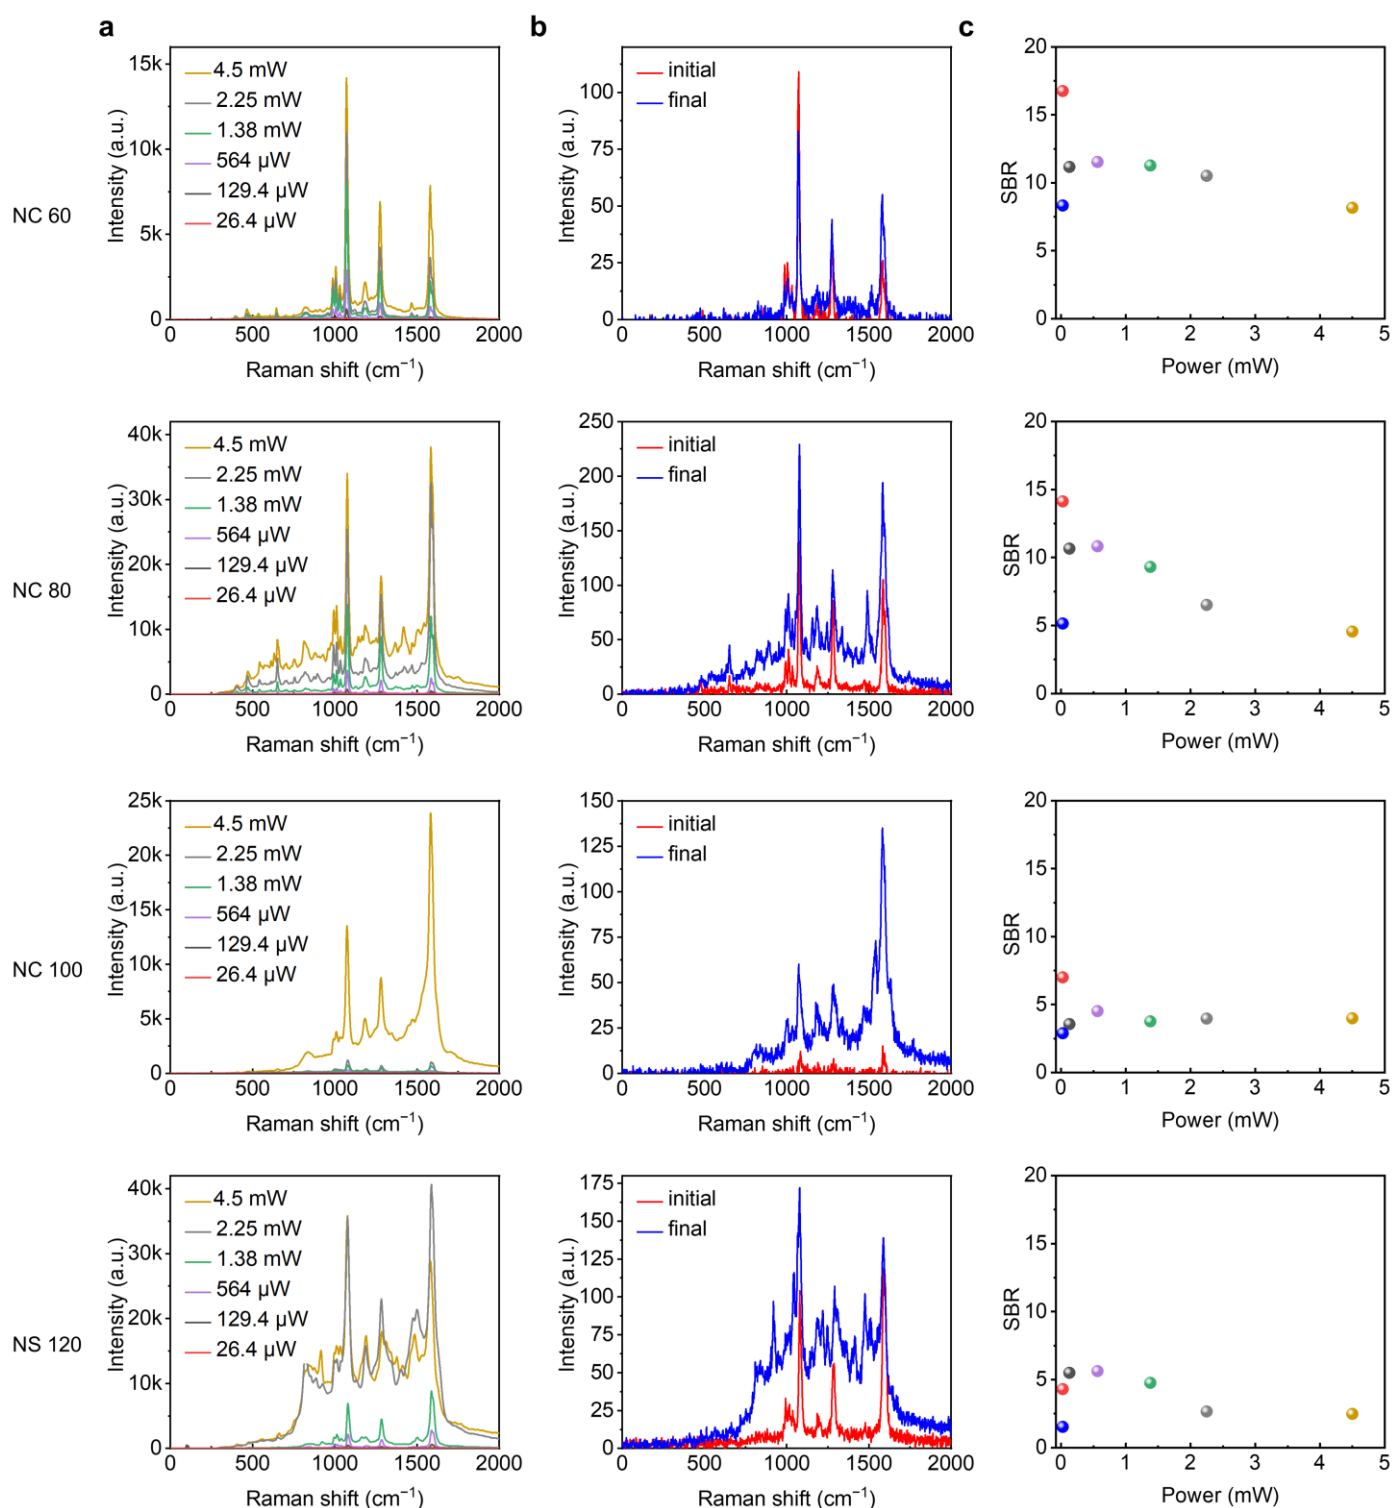 a
b
c
NC 60
Intensity (a.u.)
15k
10k
5k
0
4.5 mW
2.25 mW
1.38 mW
564 μW
129.4 μW
26.4 μW
0 500 1000 1500 2000
Raman shift (cm⁻¹)
Intensity (a.u.)
100
75
50
25
0
initial
final
0 500 1000 1500 2000
Raman shift (cm⁻¹)
SBR
20
15
10
5
0
0 1 2 3 4 5
Power (mW)
NC 80
Intensity (a.u.)
40k
30k
20k
10k
0
4.5 mW
2.25 mW
1.38 mW
564 μW
129.4 μW
26.4 μW
0 500 1000 1500 2000
Raman shift (cm⁻¹)
Intensity (a.u.)
250
200
150
100
50
0
initial
final
0 500 1000 1500 2000
Raman shift (cm⁻¹)
SBR
20
15
10
5
0
0 1 2 3 4 5
Power (mW)
NC 100
Intensity (a.u.)
25k
20k
15k
10k
5k
0
4.5 mW
2.25 mW
1.38 mW
564 μW
129.4 μW
26.4 μW
0 500 1000 1500 2000
Raman shift (cm⁻¹)
Intensity (a.u.)
150
125
100
75
50
25
0
initial
final
0 500 1000 1500 2000
Raman shift (cm⁻¹)
SBR
20
15
10
5
0
0 1 2 3 4 5
Power (mW)
NS 120
Intensity (a.u.)
40k
30k
20k
10k
0
4.5 mW
2.25 mW
1.38 mW
564 μW
129.4 μW
26.4 μW
0 500 1000 1500 2000
Raman shift (cm⁻¹)
Intensity (a.u.)
175
150
125
100
75
50
25
0
initial
final
0 500 1000 1500 2000
Raman shift (cm⁻¹)
SBR
20
15
10
5
0
0 1 2 3 4 5
Power (mW)